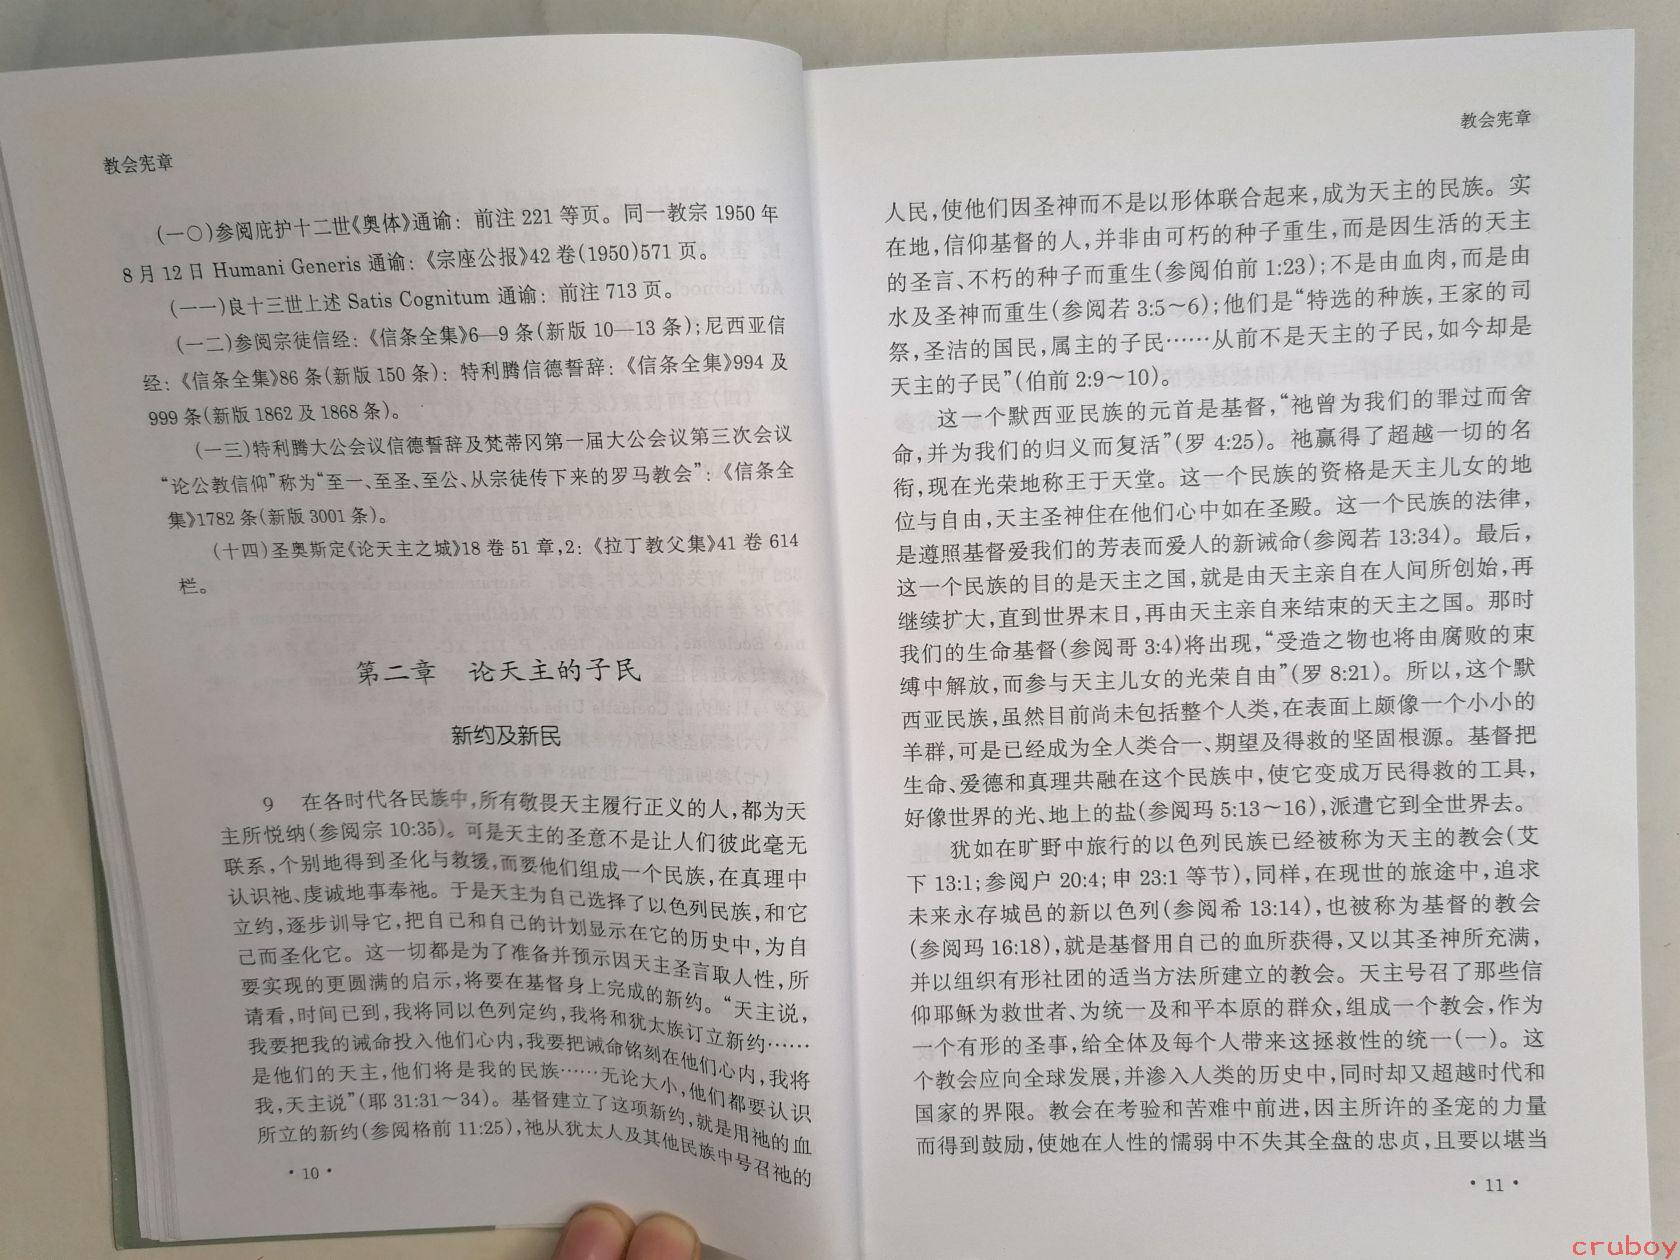 教会宪章
(一〇)参阅庇护十二世《奥体》通谕：前注 221 等页。同一教宗 1950 年
8 月 12 日 Humani Generis 通谕：《宗座公报》42 卷(1950)571 页。
(一一)良十三世上述 Satis Cognitum 通谕：前注 713 页。
(一二)参阅宗徒信经：《信条全集》6—9 条(新版 10—13 条)；尼西亚信
经：《信条全集》86 条(新版 150 条)：特利腾信德誓辞：《信条全集》994 及
999 条(新版 1862 及 1868 条)。
(一三)特利腾大公会议信德誓辞及梵蒂冈第一届大公会议第三次会议
“论公教信仰”称为“至一、至圣、至公、从宗徒传下来的罗马教会”：《信条全
集》1782 条(新版 3001 条)。
(十四)圣奥斯定《论天主之城》18 卷 51 章,2：《拉丁教父集》41 卷 614
栏。
第二章　论天主的子民
新约及新民
9　在各时代各民族中,所有敬畏天主履行正义的人,都为天
主所悦纳(参阅宗 10:35)。可是天主的圣意不是让人们彼此毫无
联系,个别地得到圣化与救援,而要他们组成一个民族,在真理中
认识祂、虔诚地事奉祂。于是天主为自己选择了以色列民族,和它
立约,逐步训导它,把自己和自己的计划显示在它的历史中,为自
己而圣化它。这一切都是为了准备并预示因天主圣言取人性,所
要实现的更圆满的启示,将要在基督身上完成的新约。“天主说,
请看,时间已到,我将同以色列定约,我将和犹太族订立新约……
我要把我的诫命投入他们心内,我要把诫命铭刻在他们心内,我将
是他们的天主,他们将是我的民族……无论大小,他们都要认识
我,天主说”(耶 31:31～34)。基督建立了这项新约,就是用祂的血
所立的新约(参阅格前 11:25),祂从犹太人及其他民族中号召祂的
· 10 ·
教会宪章
人民,使他们因圣神而不是以形体联合起来,成为天主的民族。实
在地,信仰基督的人,并非由可朽的种子重生,而是因生活的天主
的圣言、不朽的种子而重生(参阅伯前 1:23)；不是由血肉,而是由
水及圣神而重生(参阅若 3:5～6)；他们是“特选的种族,王家的司
祭,圣洁的国民,属主的子民……从前不是天主的子民,如今却是
天主的子民”(伯前 2:9～10)。
这一个默西亚民族的元首是基督,“祂曾为我们的罪过而舍
命,并为我们的归义而复活”(罗 4:25)。祂赢得了超越一切的名
衔,现在光荣地称王于天堂。这一个民族的资格是天主儿女的地
位与自由,天主圣神住在他们心中如在圣殿。这一个民族的法律,
是遵照基督爱我们的芳表而爱人的新诫命(参阅若 13:34)。最后,
这一个民族的目的是天主之国,就是由天主亲自在人间所创始,再
继续扩大,直到世界末日,再由天主亲自来结束的天主之国。那时
我们的生命基督(参阅哥 3:4)将出现,“受造之物也将由腐败的束
缚中解放,而参与天主儿女的光荣自由”(罗 8:21)。所以,这个默
西亚民族,虽然目前尚未包括整个人类,在表面上颇像一个小小的
羊群,可是已经成为全人类合一、期望及得救的坚固根源。基督把
生命、爱德和真理共融在这个民族中,使它变成万民得救的工具,
好像世界的光、地上的盐(参阅玛 5:13～16),派遣它到全世界去。
犹如在旷野中旅行的以色列民族已经被称为天主的教会(艾
下 13:1；参阅户 20:4；申 23:1 等节),同样,在现世的旅途中,追求
未来永存城邑的新以色列(参阅希 13:14),也被称为基督的教会
(参阅玛 16:18),就是基督用自己的血所获得,又以其圣神所充满,
并以组织有形社团的适当方法所建立的教会。天主号召了那些信
仰耶稣为救世者、为统一及和平本原的群众,组成一个教会,作为
一个有形的圣事,给全体及每个人带来这拯救性的统一(一)。这
个教会应向全球发展,并渗入人类的历史中,同时却又超越时代和
国家的界限。教会在考验和苦难中前进,因主所许的圣宠的力量
而得到鼓励,使她在人性的懦弱中不失其全盘的忠贞,且要以堪当
· 11 ·
cruboy